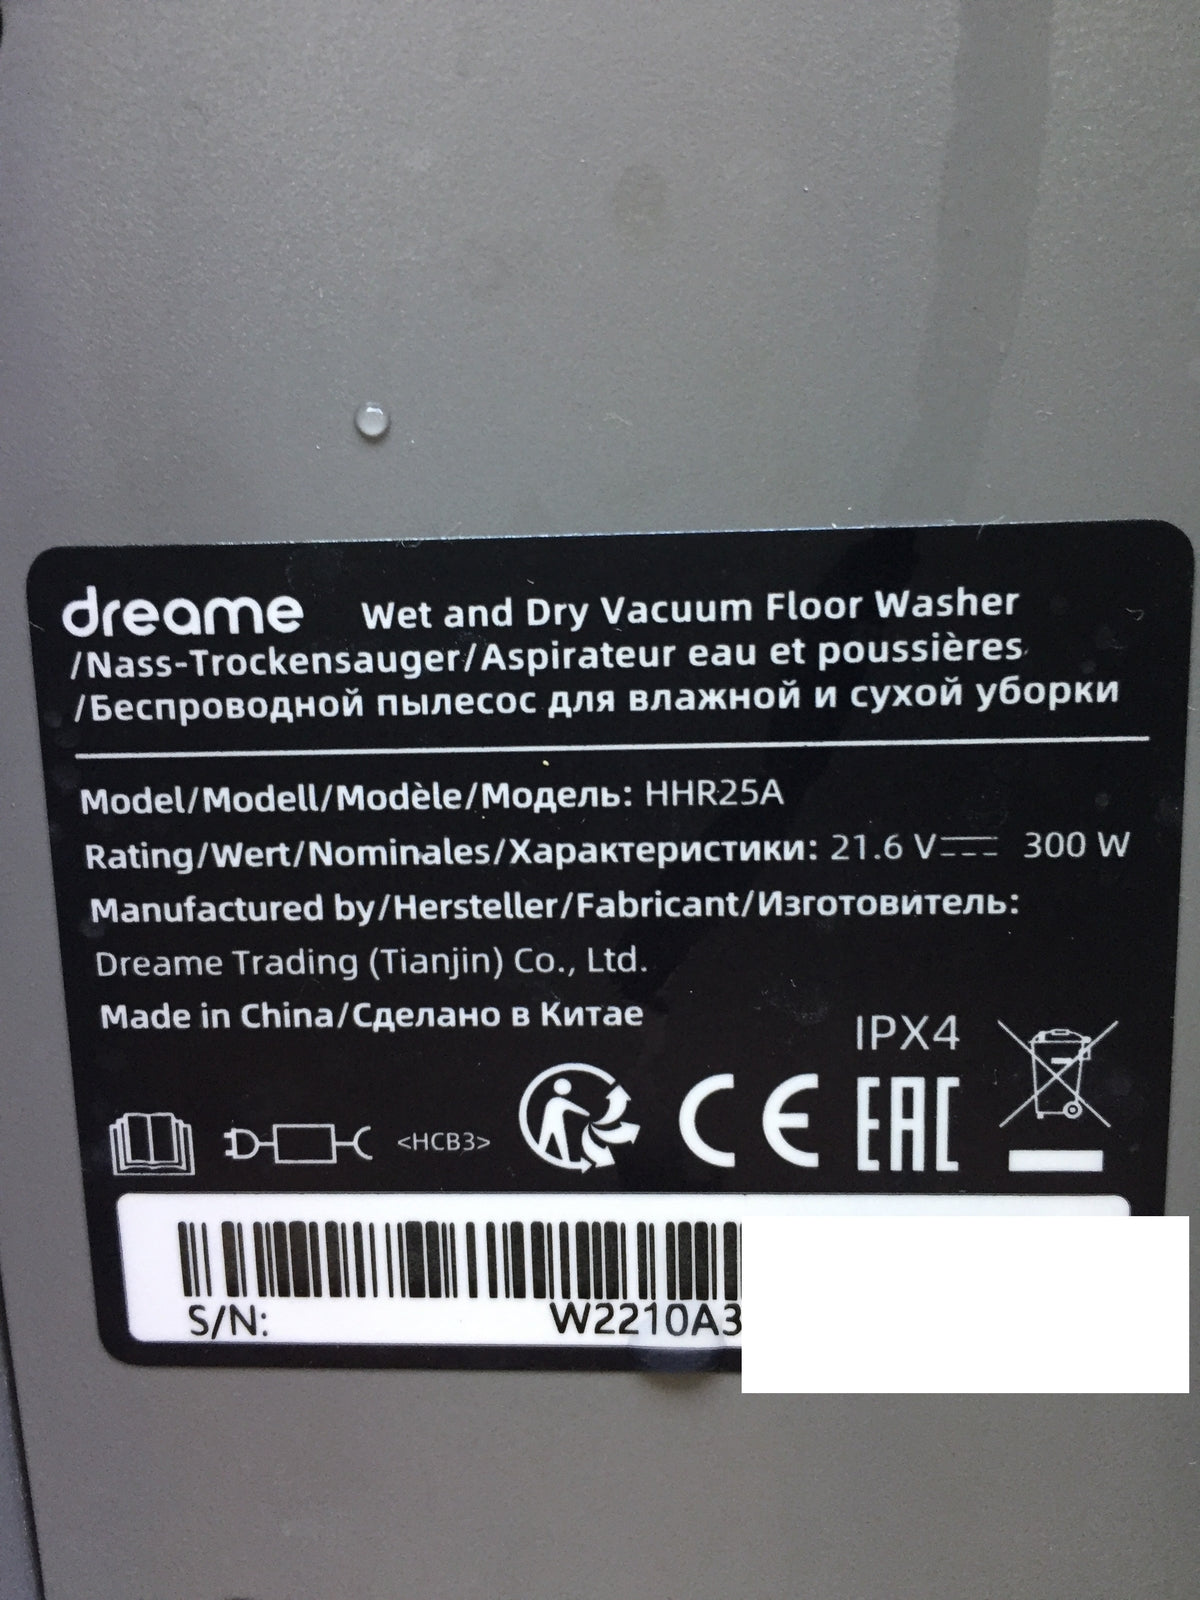 dreame Wet and Dry Vacuum Floor Washer
/Nass-Trockensauger/Aspirateur eau et poussières
/Беспроводной пылесос для влажной и сухой уборки
Model/Modell/Modèle/Модель: HHR25A
Rating/Wert/Nominales/Характеристики: 21.6 V⎓ 300 W
Manufactured by/Hersteller/Fabricant/Изготовитель:
Dreame Trading (Tianjin) Co., Ltd.
Made in China/Сделано в Китае
IPX4
<HCB3> CE EAC
S/N: W2210A3